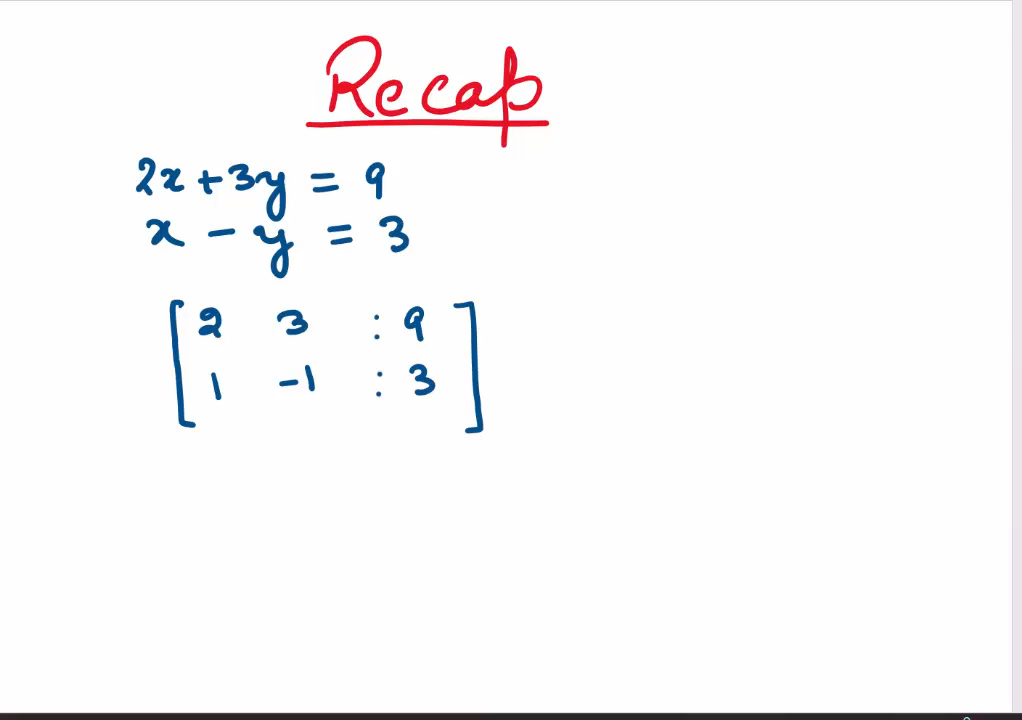 Recap
2x + 3y = 9
x - y = 3
[ 2 3 : 9 ]
[ 1 -1 : 3 ]